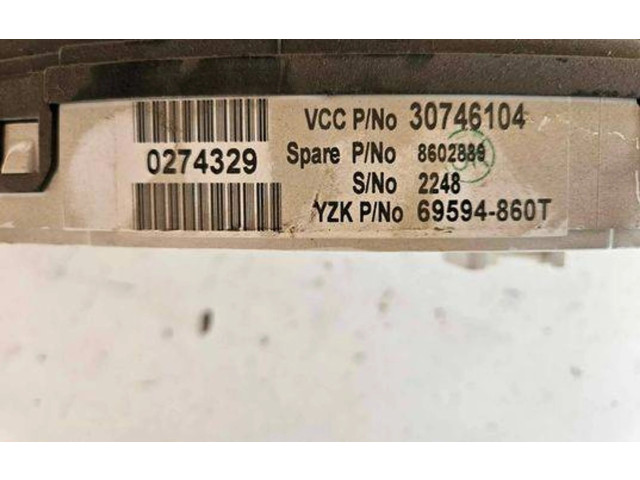 VCC P/No 30746104
0274329
Spare P/No 8602889
S/No 2248
YZK P/No 69594-860T